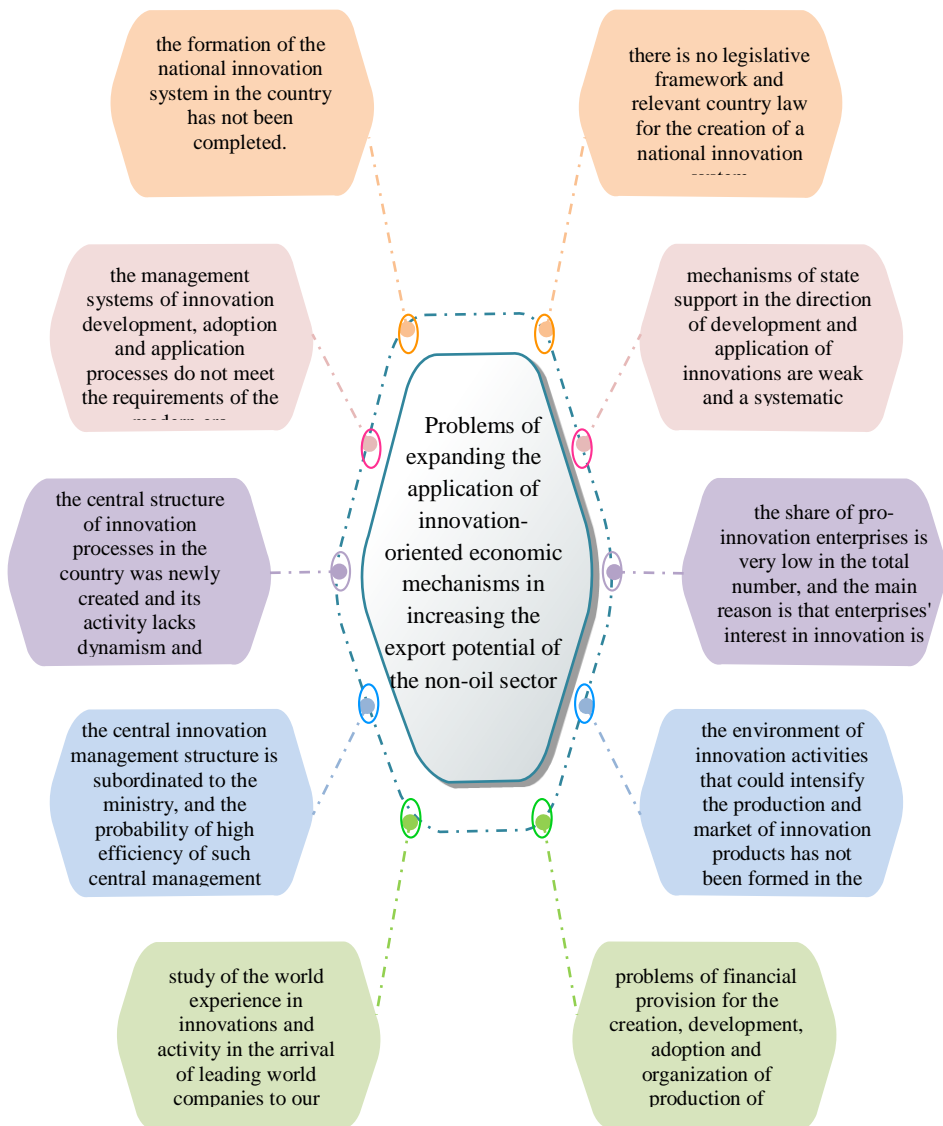 the formation of the
national innovation
system in the country
has not been
completed.
there is no legislative
framework and
relevant country law
for the creation of a
national innovation
the management
systems of innovation
development, adoption
and application
processes do not meet
the requirements of the
mechanisms of state
support in the direction
of development and
application of
innovations are weak
and a systematic
Problems of
expanding the
application of
innovation-
oriented economic
mechanisms in
increasing the
export potential of
the non-oil sector
the central structure
of innovation
processes in the
country was newly
created and its
activity lacks
dynamism and
the share of pro-
innovation enterprises is
very low in the total
number, and the main
reason is that enterprises'
interest in innovation is
the central innovation
management structure is
subordinated to the
ministry, and the
probability of high
efficiency of such
central management
the environment of
innovation activities
that could intensify
the production and
market of innovation
products has not
been formed in the
study of the world
experience in
innovations and
activity in the arrival
of leading world
companies to our
problems of financial
provision for the
creation, development,
adoption and
organization of
production of